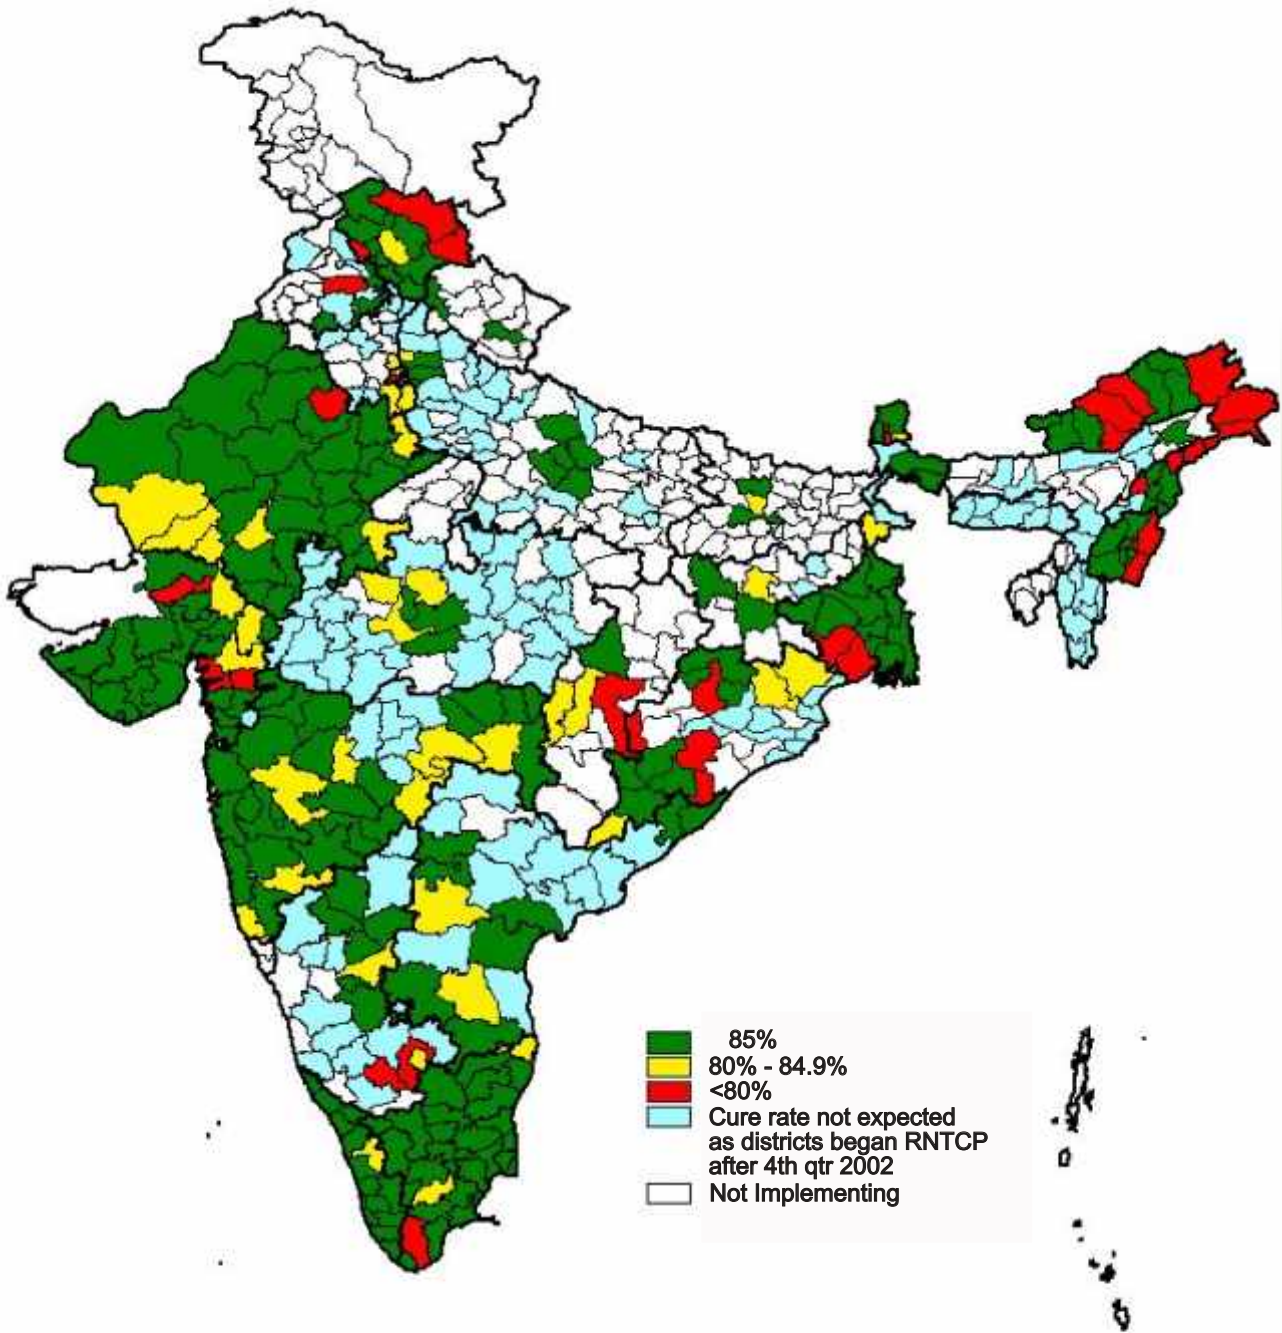 85%
80% - 84.9%
<80%
Cure rate not expected
as districts began RNTCP
after 4th qtr 2002
Not Implementing